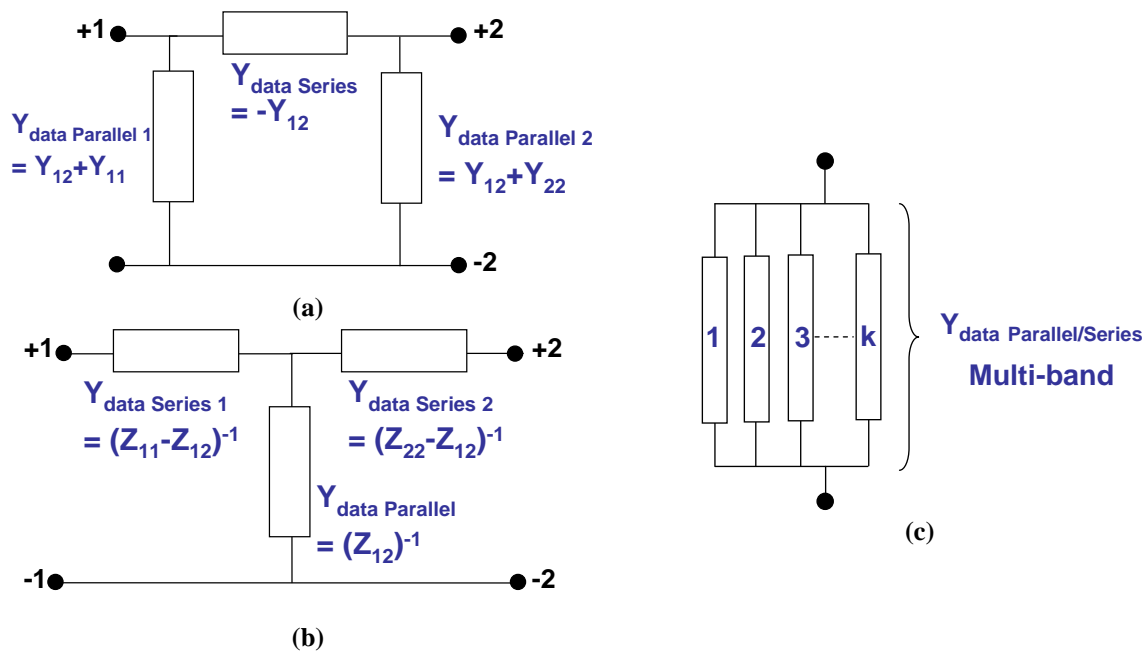 +1
+2
Y data Series
= -Y12
Y data Parallel 1
= Y12+Y11
Y data Parallel 2
= Y12+Y22
-2
(a)
+1
+2
Y data Series 1
= (Z11-Z12)-1
Y data Series 2
= (Z22-Z12)-1
Y data Parallel
= (Z12)-1
-1
-2
(b)
1 2 3 k
Y data Parallel/Series
Multi-band
(c)